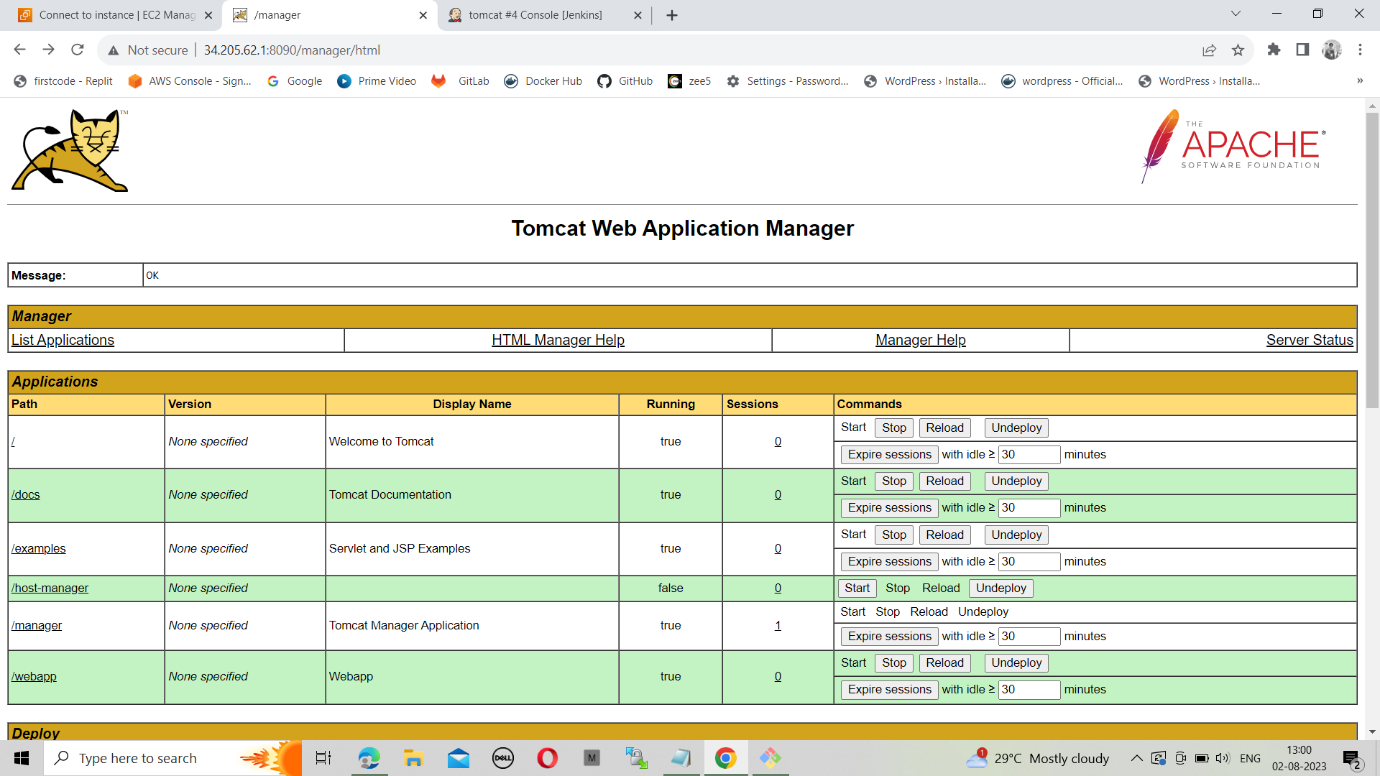 Connect to instance | EC2 Manag
/manager
tomcat #4 Console [Jenkins]
Not secure
34.205.62.1:8090/manager/html
firstcode - Replit
AWS Console - Sign...
Google
Prime Video
GitLab
Docker Hub
GitHub
zee5
Settings - Password...
WordPress › Installa...
wordpress - Official...
WordPress › Installa...
»
TM
THE
APACHE®
SOFTWARE FOUNDATION
Tomcat Web Application Manager
Message: OK
Manager
List Applications HTML Manager Help Manager Help Server Status
Applications
Path Version Display Name Running Sessions Commands
/ None specified Welcome to Tomcat true 0 Start Stop Reload Undeploy
Expire sessions with idle ≥ 30 minutes
/docs None specified Tomcat Documentation true 0 Start Stop Reload Undeploy
Expire sessions with idle ≥ 30 minutes
/examples None specified Servlet and JSP Examples true 0 Start Stop Reload Undeploy
Expire sessions with idle ≥ 30 minutes
/host-manager None specified false 0 Start Stop Reload Undeploy
/manager None specified Tomcat Manager Application true 1 Start Stop Reload Undeploy
Expire sessions with idle ≥ 30 minutes
/webapp None specified Webapp true 0 Start Stop Reload Undeploy
Expire sessions with idle ≥ 30 minutes
Deploy
Type here to search
DELL
M
1
29°C Mostly cloudy
ENG
13:00
02-08-2023
2